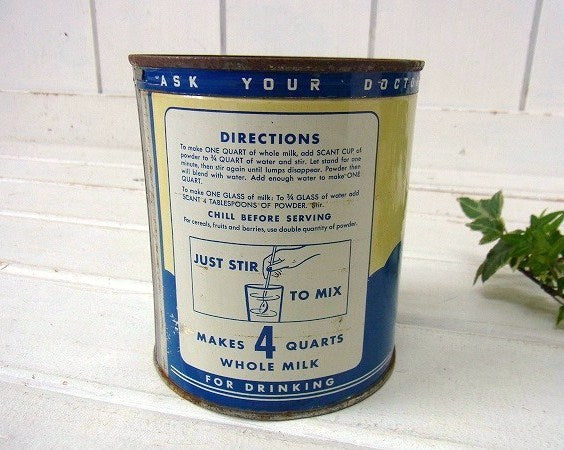 ASK YOUR DOCTO
DIRECTIONS
To make ONE QUART of whole milk, add SCANT CUP of
powder to ¾ QUART of water and stir. Let stand for one
minute, then stir again until lumps disappear. Powder then
will blend with water. Add enough water to make ONE
QUART.
To make ONE GLASS of milk: To ¾ GLASS of water add
SCANT 4 TABLESPOONS OF POWDER. Stir.
CHILL BEFORE SERVING
For cereals, fruits and berries, use double quantity of powder.
JUST STIR
TO MIX
MAKES 4 QUARTS
WHOLE MILK
FOR DRINKING